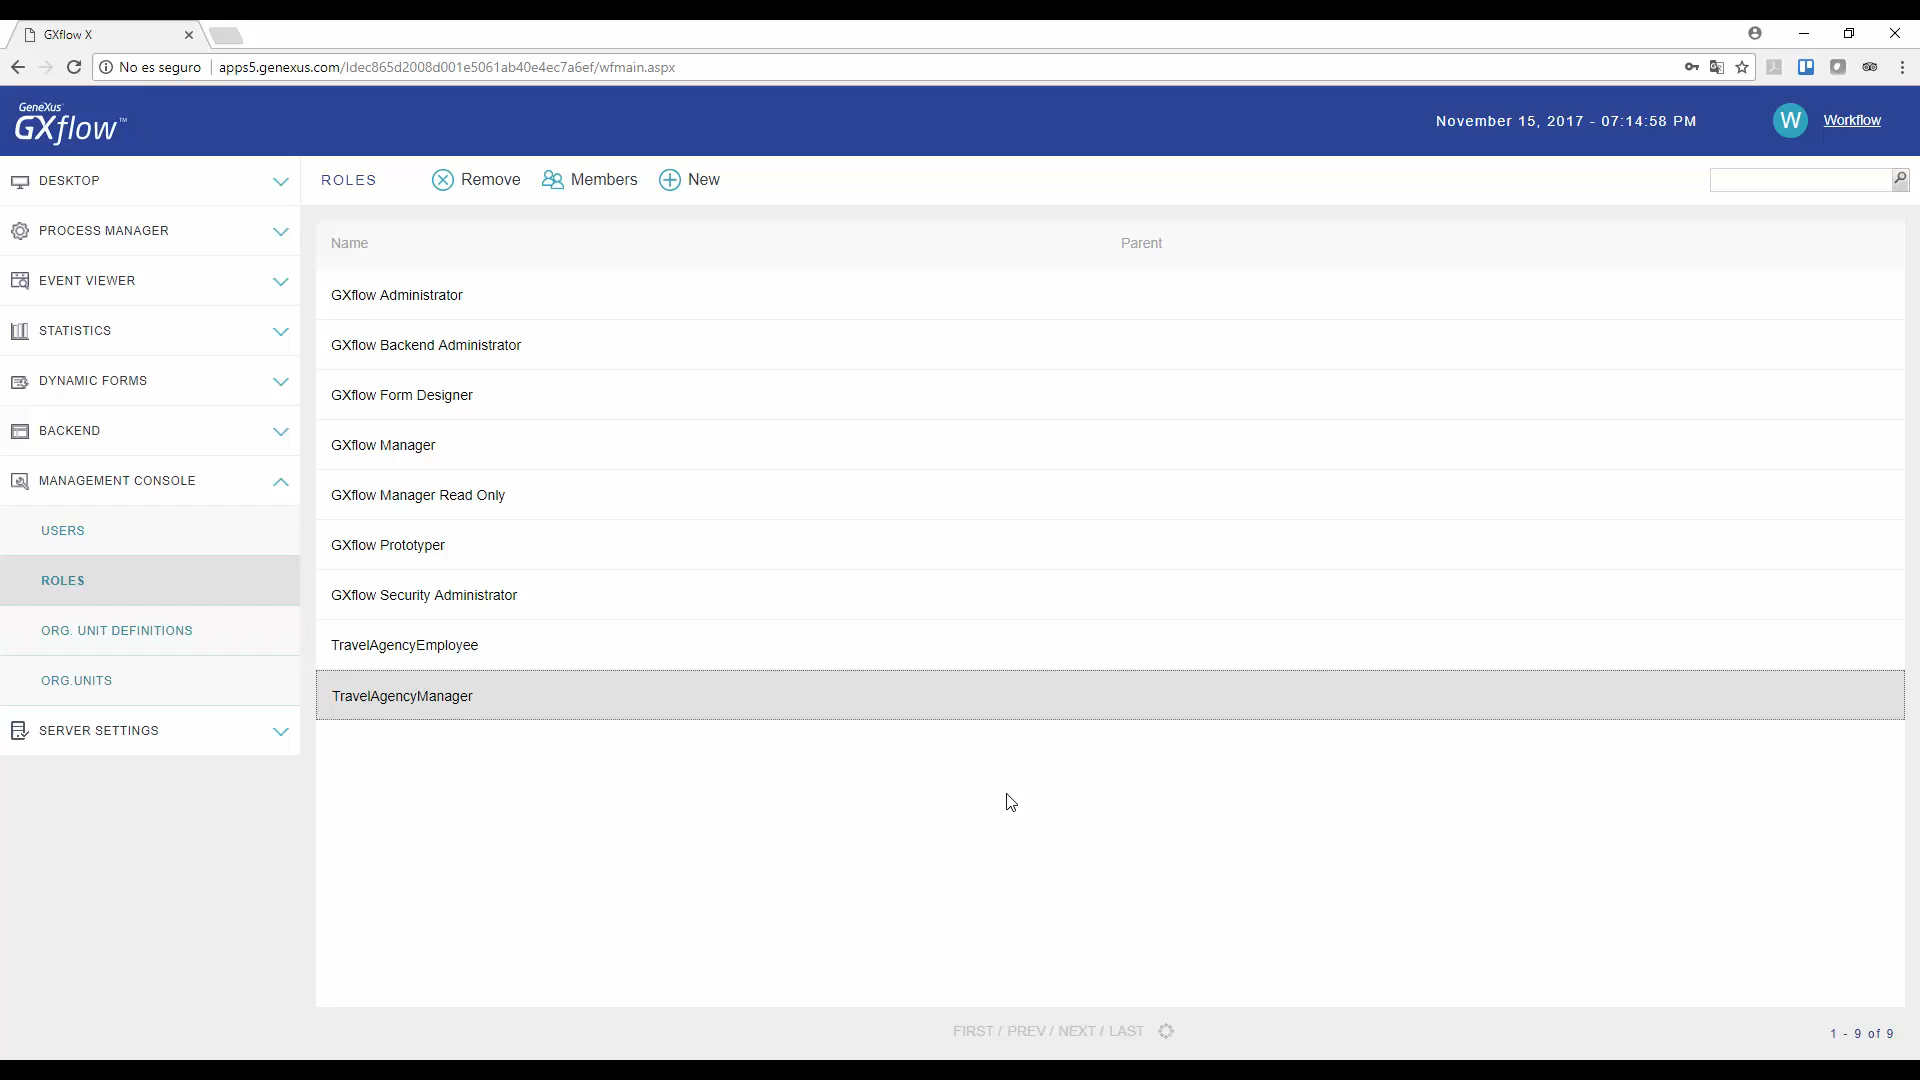 GXflow X
No es seguro apps5.genexus.com/Idec865d2008d001e5061ab40e4ec7a6ef/wfmain.aspx
GeneXus
GXflow™
November 15, 2017 - 07:14:58 PM
W
Workflow
DESKTOP
PROCESS MANAGER
EVENT VIEWER
STATISTICS
DYNAMIC FORMS
BACKEND
MANAGEMENT CONSOLE
USERS
ROLES
ORG. UNIT DEFINITIONS
ORG.UNITS
SERVER SETTINGS
ROLES Remove Members New
Name Parent
GXflow Administrator
GXflow Backend Administrator
GXflow Form Designer
GXflow Manager
GXflow Manager Read Only
GXflow Prototyper
GXflow Security Administrator
TravelAgencyEmployee
TravelAgencyManager
FIRST / PREV / NEXT / LAST
1 - 9 of 9